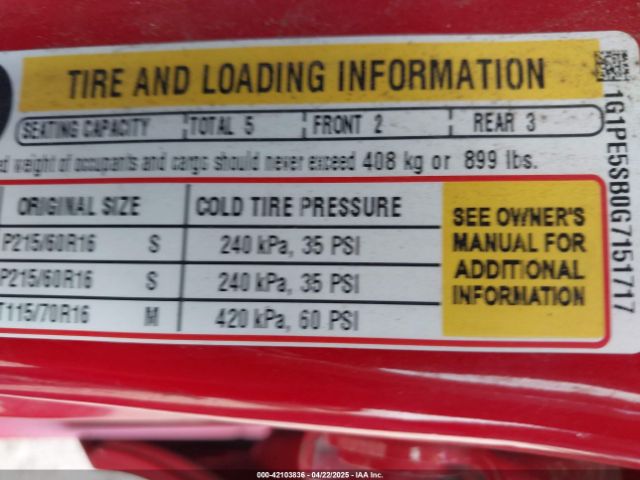 TIRE AND LOADING INFORMATION
SEATING CAPACITY TOTAL 5 FRONT 2 REAR 3
weight of occupants and cargo should never exceed 408 kg or 899 lbs.
ORIGINAL SIZE COLD TIRE PRESSURE
P215/60R16 S 240 kPa, 35 PSI
P215/60R16 S 240 kPa, 35 PSI
T115/70R16 M 420 kPa, 60 PSI
SEE OWNER'S
MANUAL FOR
ADDITIONAL
INFORMATION
1G1PE5SB0G7151717
000-42103836 - 04/22/2025 - IAA